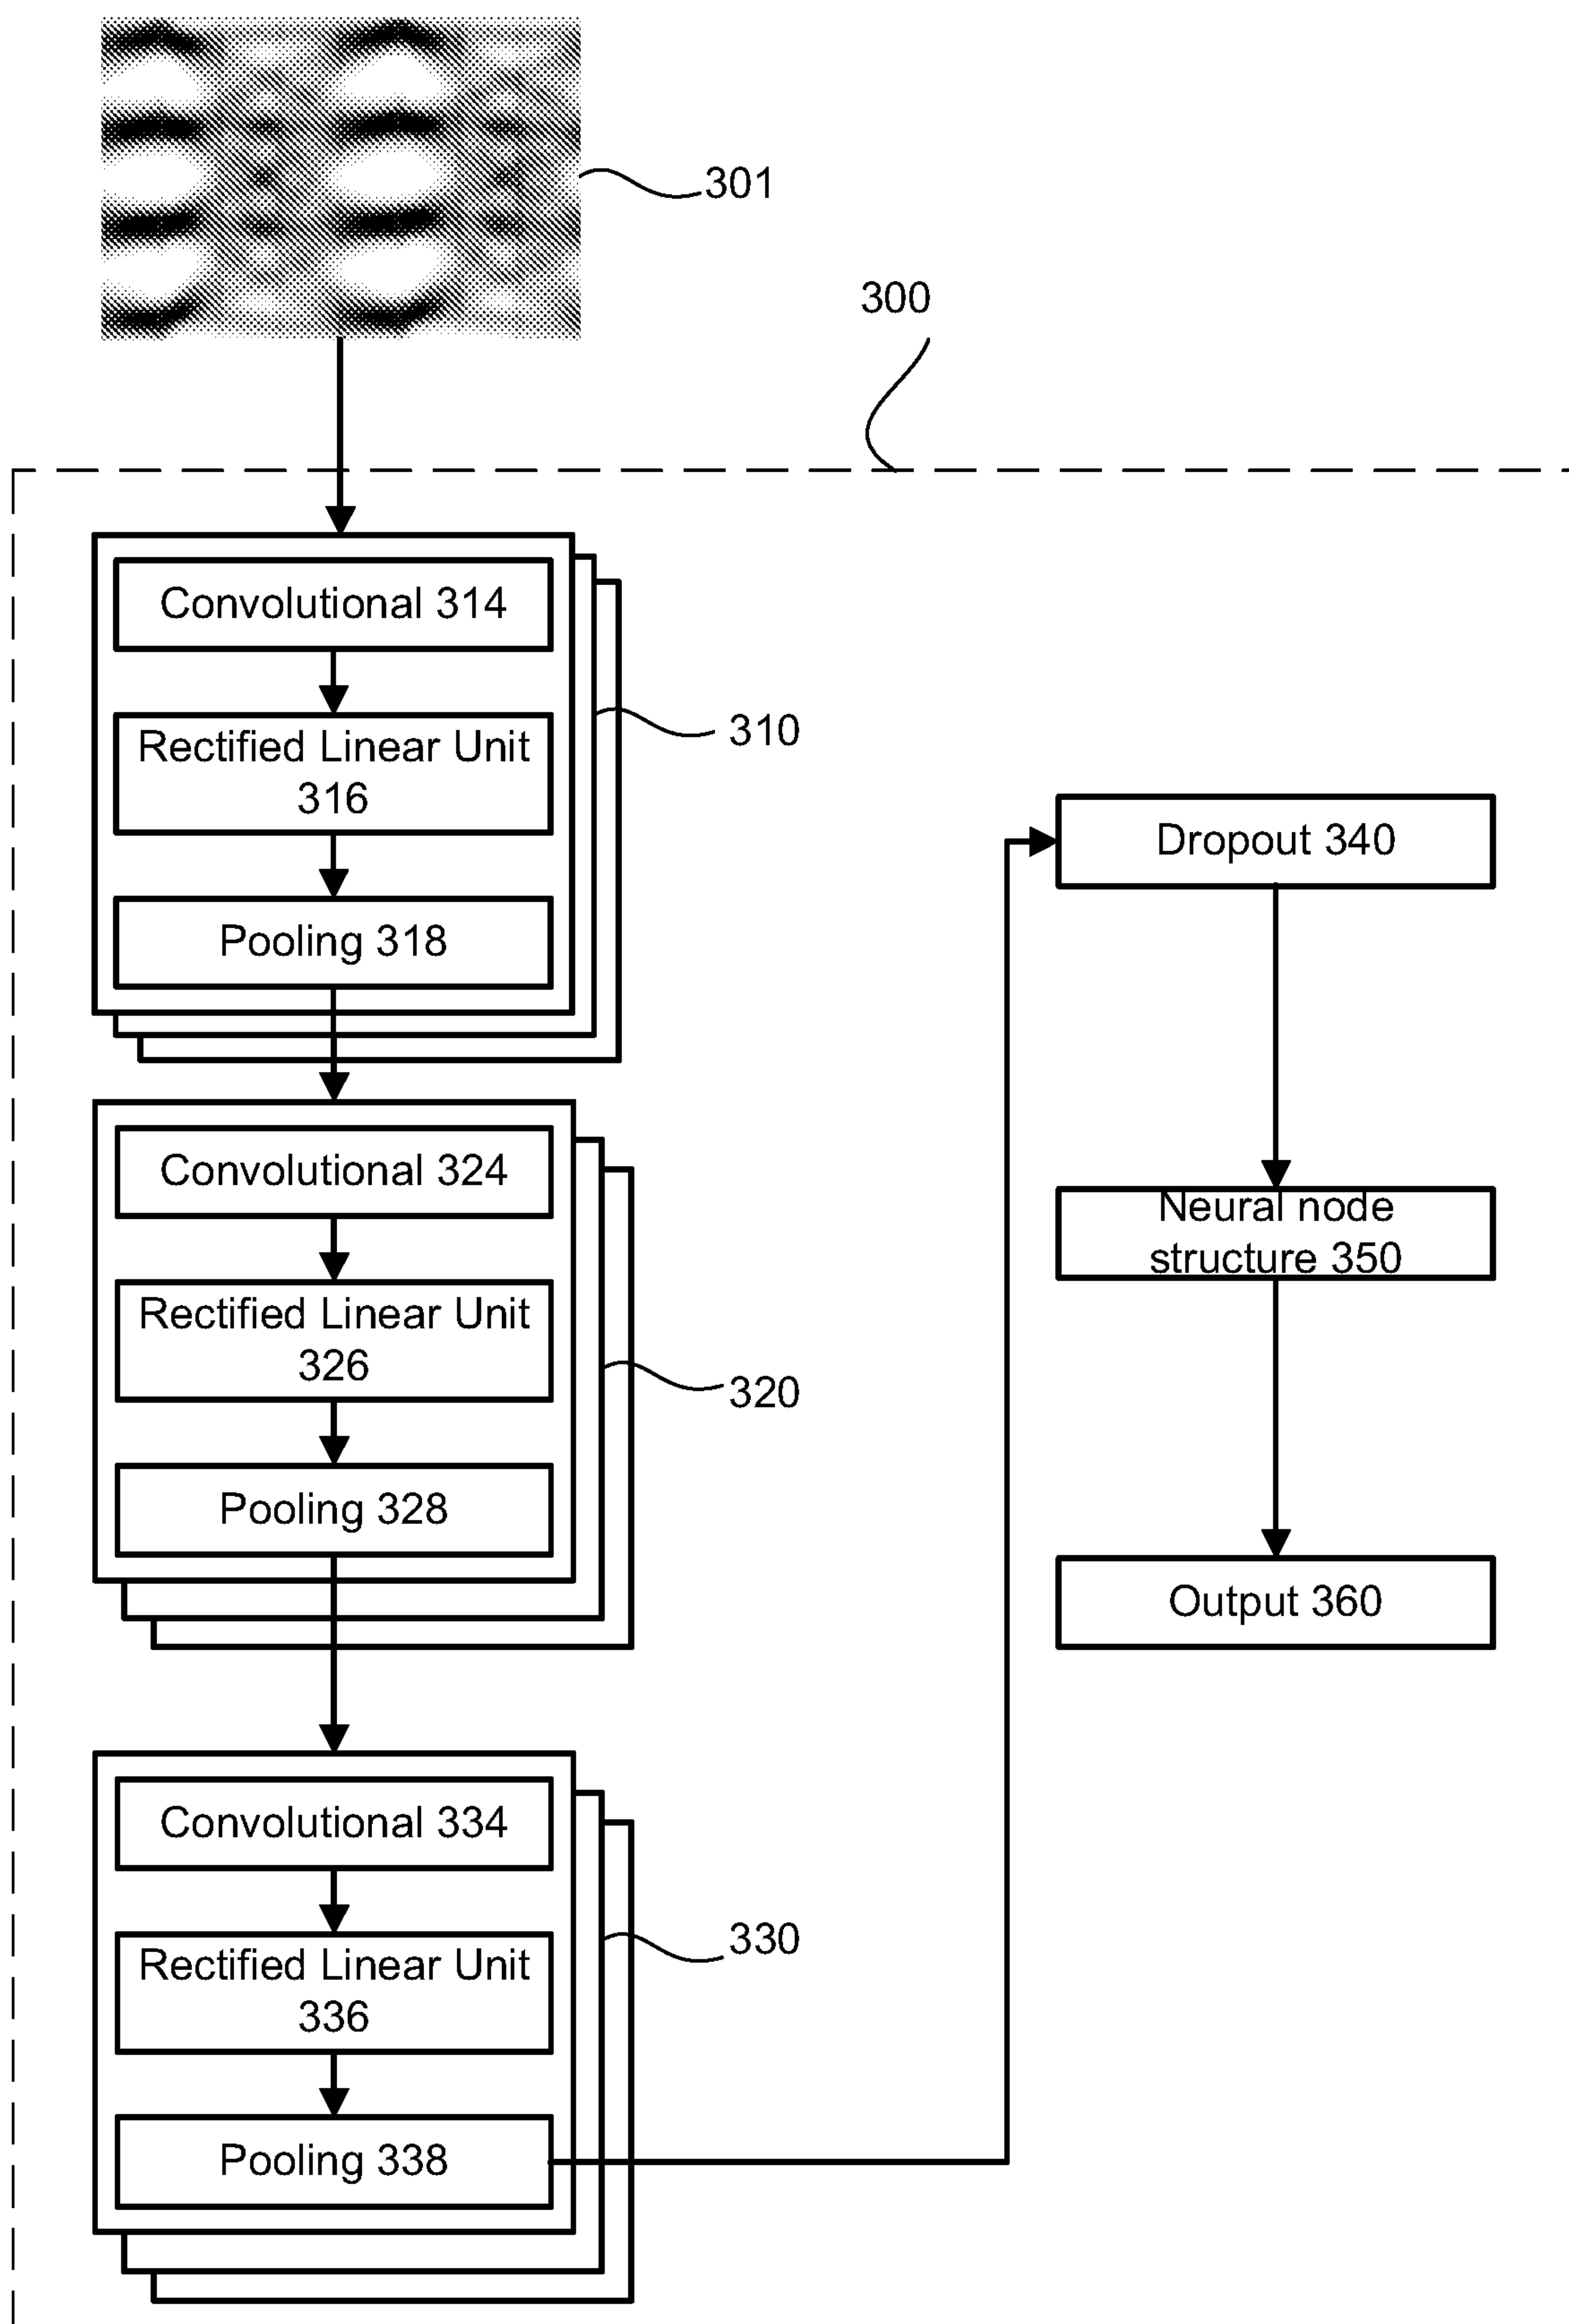 301
300
Convolutional 314
Rectified Linear Unit
316
Pooling 318
310
Convolutional 324
Rectified Linear Unit
326
Pooling 328
320
Convolutional 334
Rectified Linear Unit
336
Pooling 338
330
Dropout 340
Neural node
structure 350
Output 360